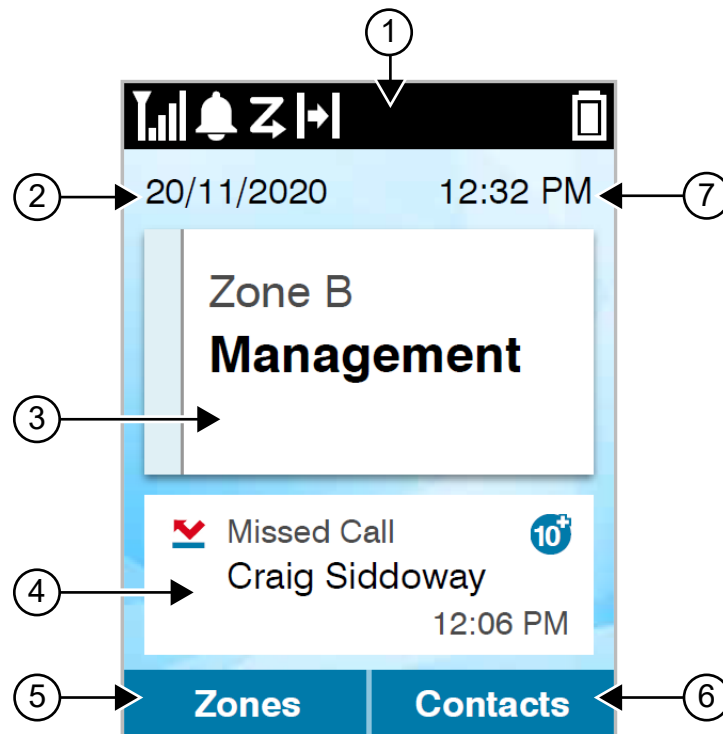 1
2
20/11/2020
12:32 PM
7
Zone B
Management
3
Missed Call
10+
Craig Siddoway
4
12:06 PM
5
Zones
Contacts
6